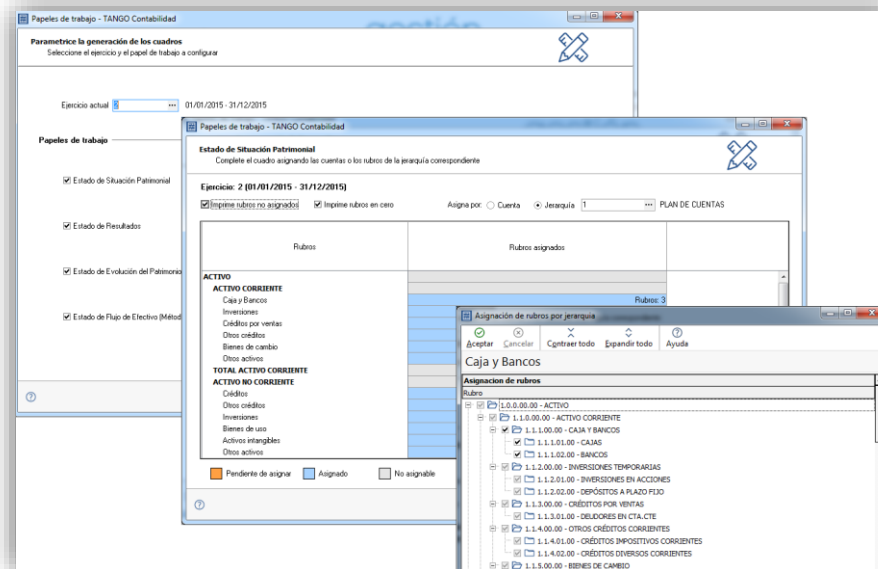 Papeles de trabajo - TANGO Contabilidad
Parametrice la generación de los cuadros
Seleccione el ejercicio y el papel de trabajo a configurar
Ejercicio actual 2 ... 01/01/2015 - 31/12/2015
Papeles de trabajo
Estado de Situación Patrimonial
Estado de Resultados
Estado de Evolución del Patrimonio
Estado de Flujo de Efectivo (Métod
Papeles de trabajo - TANGO Contabilidad
Estado de Situación Patrimonial
Complete el cuadro asignando las cuentas o los rubros de la jerarquía correspondiente
Ejercicio: 2 (01/01/2015 - 31/12/2015)
Imprime rubros no asignados Imprime rubros en cero Asigna por: Cuenta Jerarquía 1 ... PLAN DE CUENTAS
Rubros Rubros asignados
ACTIVO
ACTIVO CORRIENTE
Caja y Bancos Rubros: 3
Inversiones
Créditos por ventas
Otros créditos
Bienes de cambio
Otros activos
TOTAL ACTIVO CORRIENTE
ACTIVO NO CORRIENTE
Créditos
Otros créditos
Inversiones
Bienes de uso
Activos intangibles
Otros activos
Pendiente de asignar Asignado No asignable
Asignación de rubros por jerarquía
Aceptar Cancelar Contraer todo Expandir todo Ayuda
Caja y Bancos
Asignacion de rubros
Rubro
1.0.0.00.00 - ACTIVO
1.1.0.00.00 - ACTIVO CORRIENTE
1.1.1.00.00 - CAJA Y BANCOS
1.1.1.01.00 - CAJAS
1.1.1.02.00 - BANCOS
1.1.2.00.00 - INVERSIONES TEMPORARIAS
1.1.2.01.00 - INVERSIONES EN ACCIONES
1.1.2.02.00 - DEPÓSITOS A PLAZO FIJO
1.1.3.00.00 - CRÉDITOS POR VENTAS
1.1.3.01.00 - DEUDORES EN CTA.CTE
1.1.4.00.00 - OTROS CRÉDITOS CORRIENTES
1.1.4.01.00 - CRÉDITOS IMPOSITIVOS CORRIENTES
1.1.4.02.00 - CRÉDITOS DIVERSOS CORRIENTES
1.1.5.00.00 - BIENES DE CAMBIO